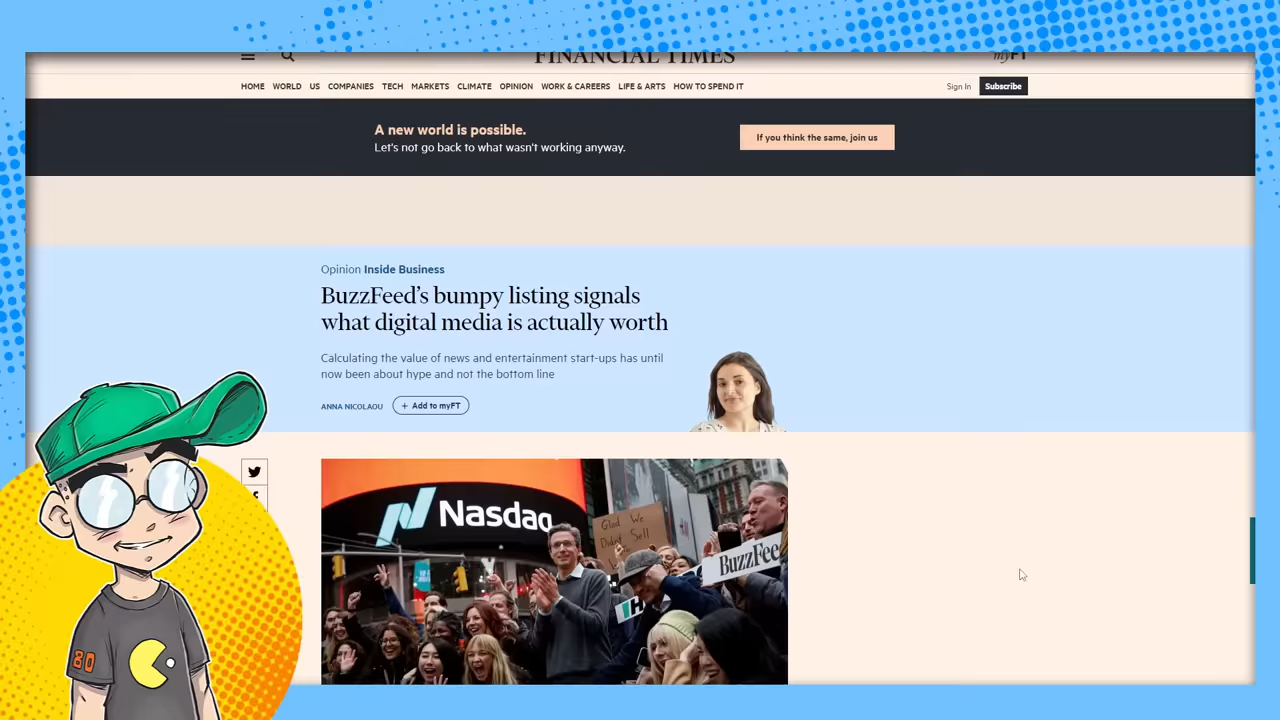 FINANCIAL TIMES
myFT
HOME WORLD US COMPANIES TECH MARKETS CLIMATE OPINION WORK & CAREERS LIFE & ARTS HOW TO SPEND IT
Sign In Subscribe
A new world is possible.
Let's not go back to what wasn't working anyway.
If you think the same, join us
Opinion Inside Business
BuzzFeed's bumpy listing signals
what digital media is actually worth
Calculating the value of news and entertainment start-ups has until
now been about hype and not the bottom line
ANNA NICOLAOU
+ Add to myFT
Nasdaq
Glad We
Didn't Sell
BuzzFee
80